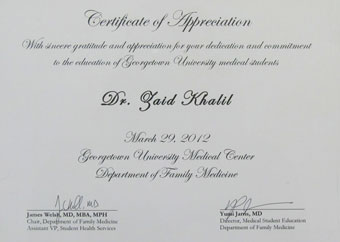 Certificate of Appreciation
With sincere gratitude and appreciation for your dedication and commitment
to the education of Georgetown University medical students
Dr. Zaid Khalil
March 29, 2012
Georgetown University Medical Center
Department of Family Medicine
James Welsh, MD, MBA, MPH
Chair, Department of Family Medicine
Assistant VP, Student Health Services
Yumi Jarris, MD
Director, Medical Student Education
Department of Family Medicine